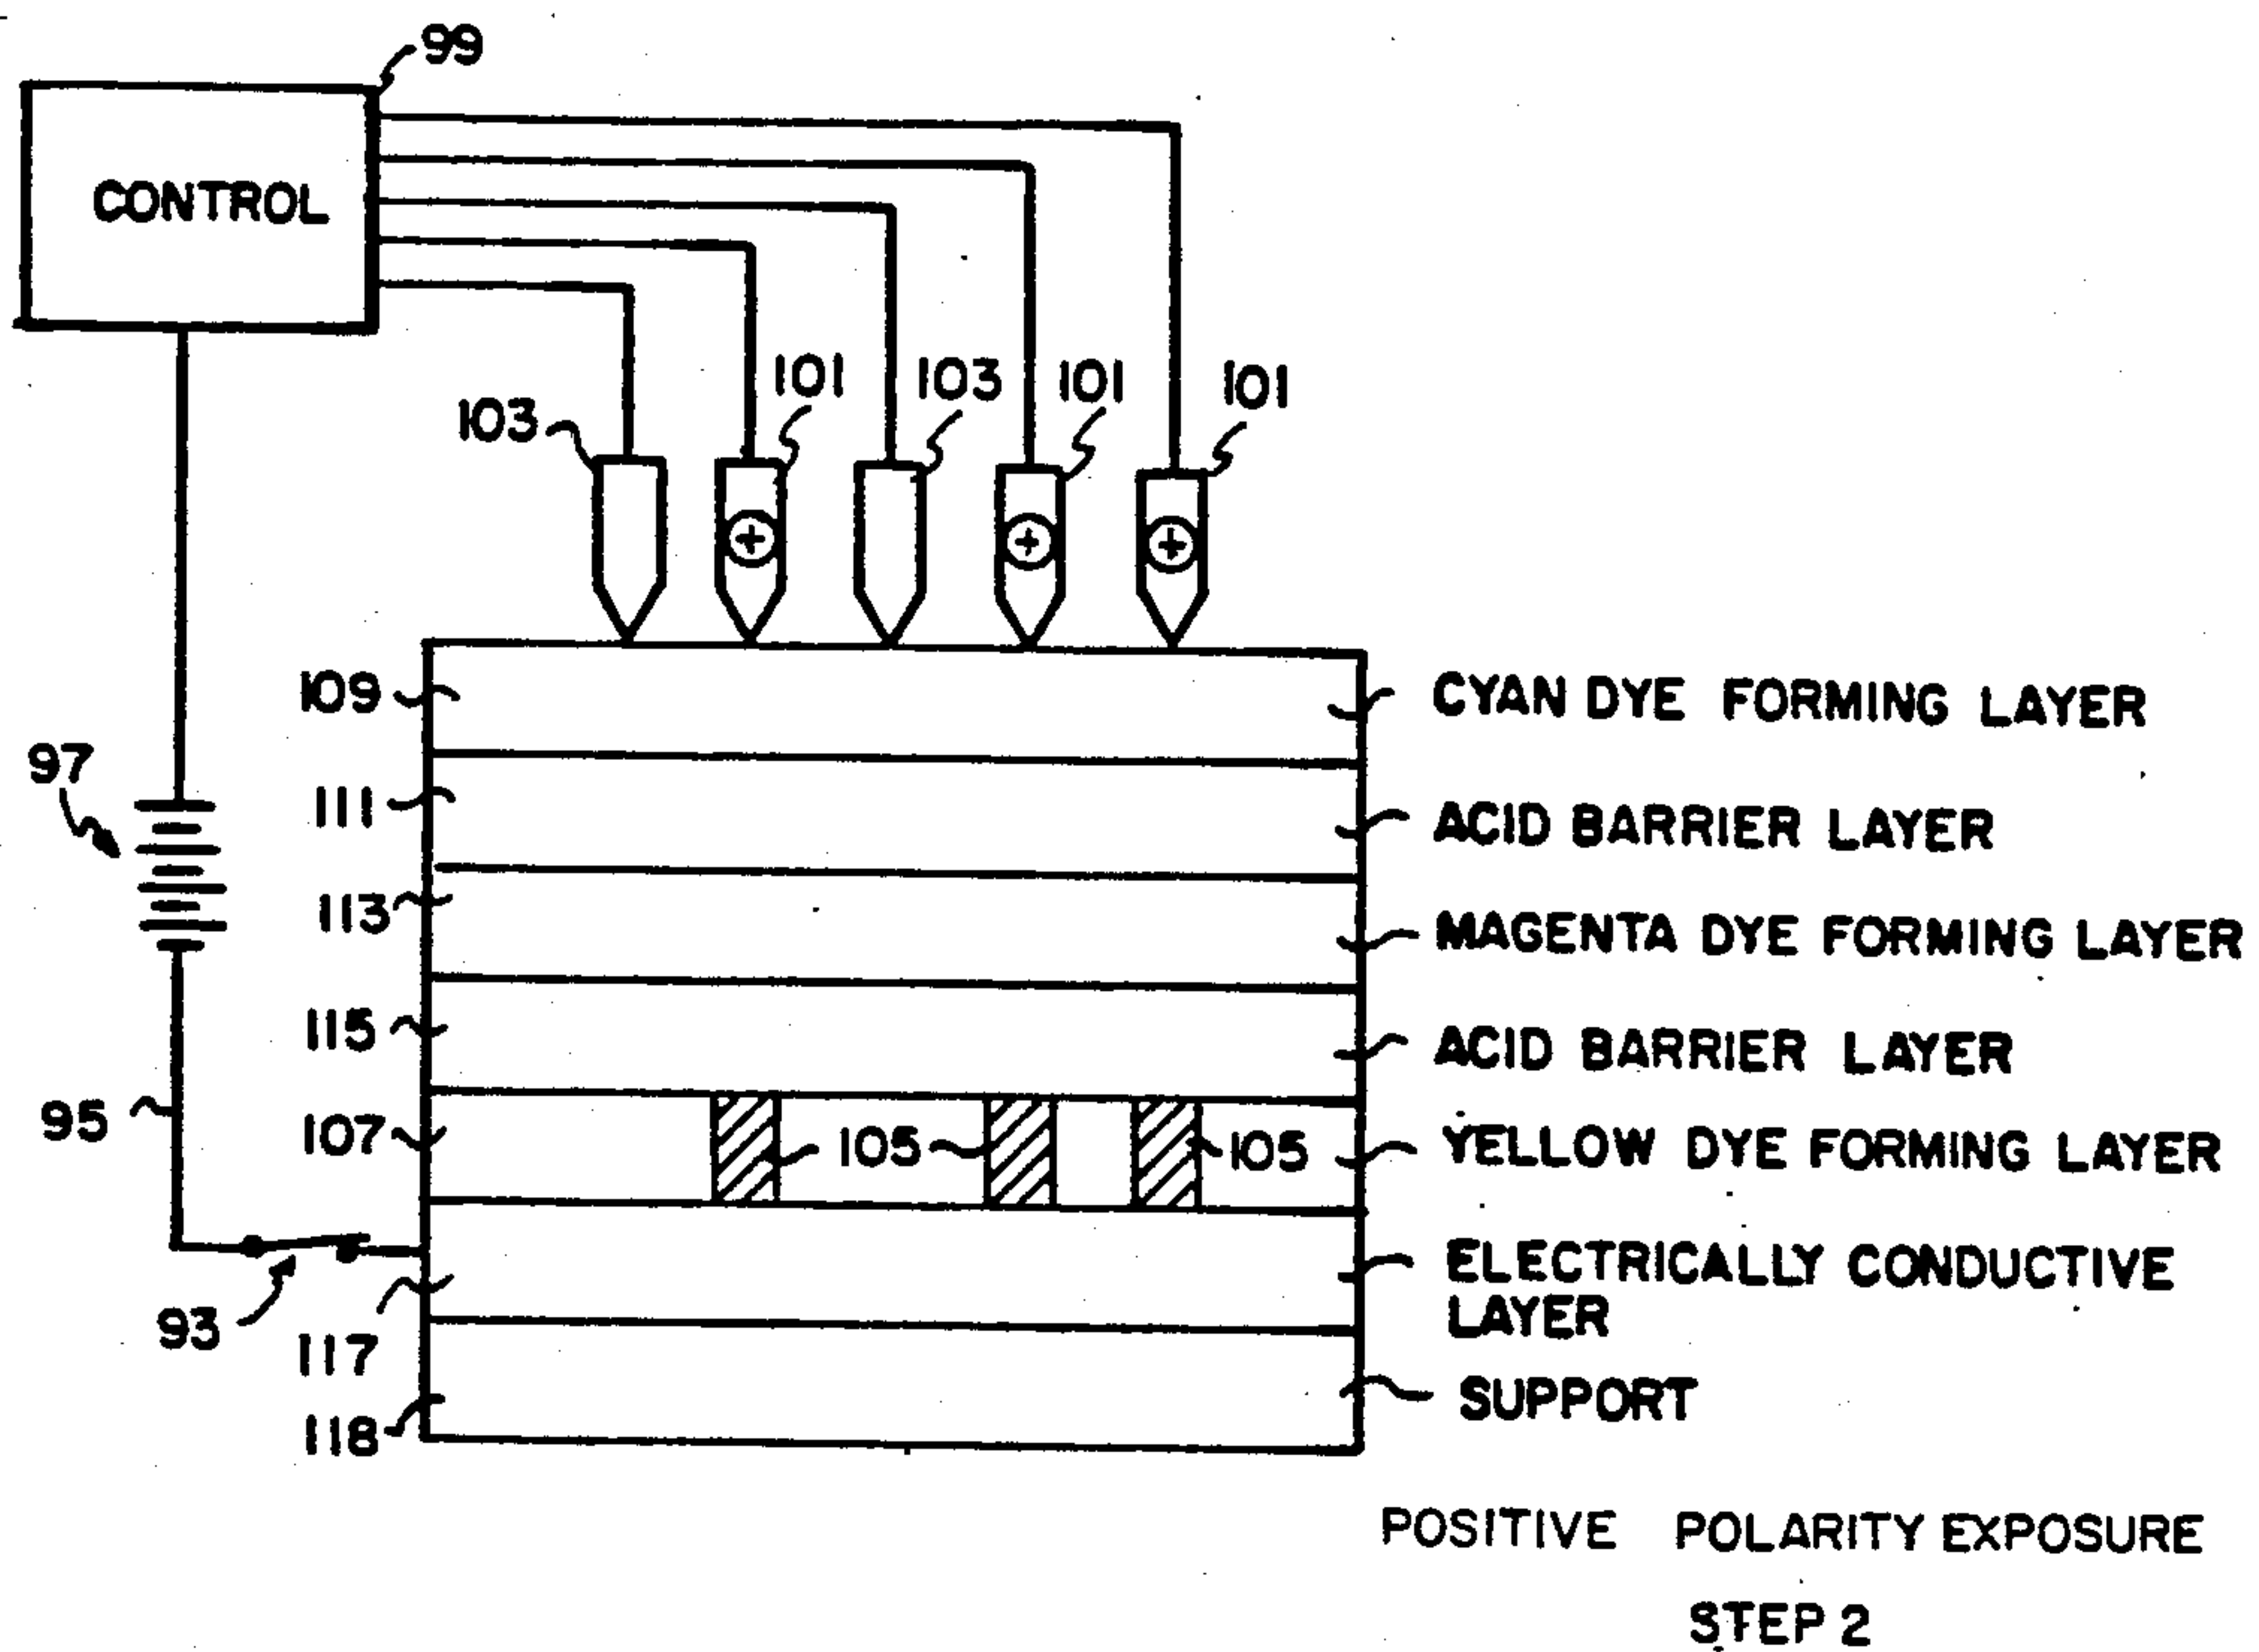 99
CONTROL
101
103
101
101
103
109
CYAN DYE FORMING LAYER
97
111
ACID BARRIER LAYER
113
MAGENTA DYE FORMING LAYER
115
ACID BARRIER LAYER
95
107
105
105
YELLOW DYE FORMING LAYER
ELECTRICALLY CONDUCTIVE
LAYER
93
117
SUPPORT
118
POSITIVE POLARITY EXPOSURE
STEP 2